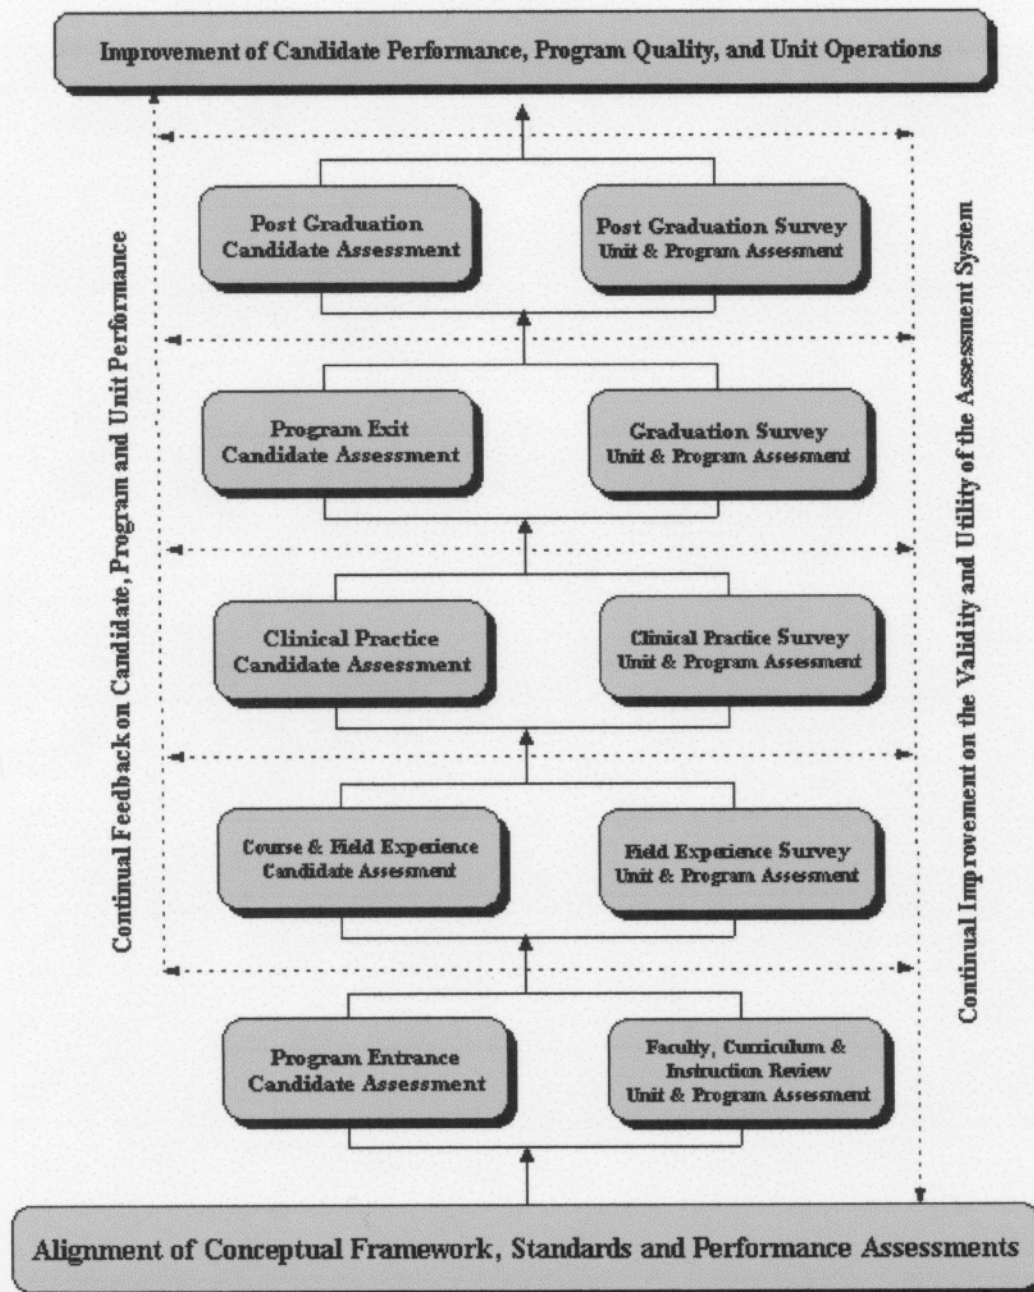 Improvement of Candidate Performance, Program Quality, and Unit Operations
Continual Feedback on Candidate, Program and Unit Performance
Continual Improvement on the Validity and Utility of the Assessment System
Post Graduation
Candidate Assessment
Post Graduation Survey
Unit & Program Assessment
Program Exit
Candidate Assessment
Graduation Survey
Unit & Program Assessment
Clinical Practice
Candidate Assessment
Clinical Practice Survey
Unit & Program Assessment
Course & Field Experience
Candidate Assessment
Field Experience Survey
Unit & Program Assessment
Program Entrance
Candidate Assessment
Faculty, Curriculum &
Instruction Review
Unit & Program Assessment
Alignment of Conceptual Framework, Standards and Performance Assessments